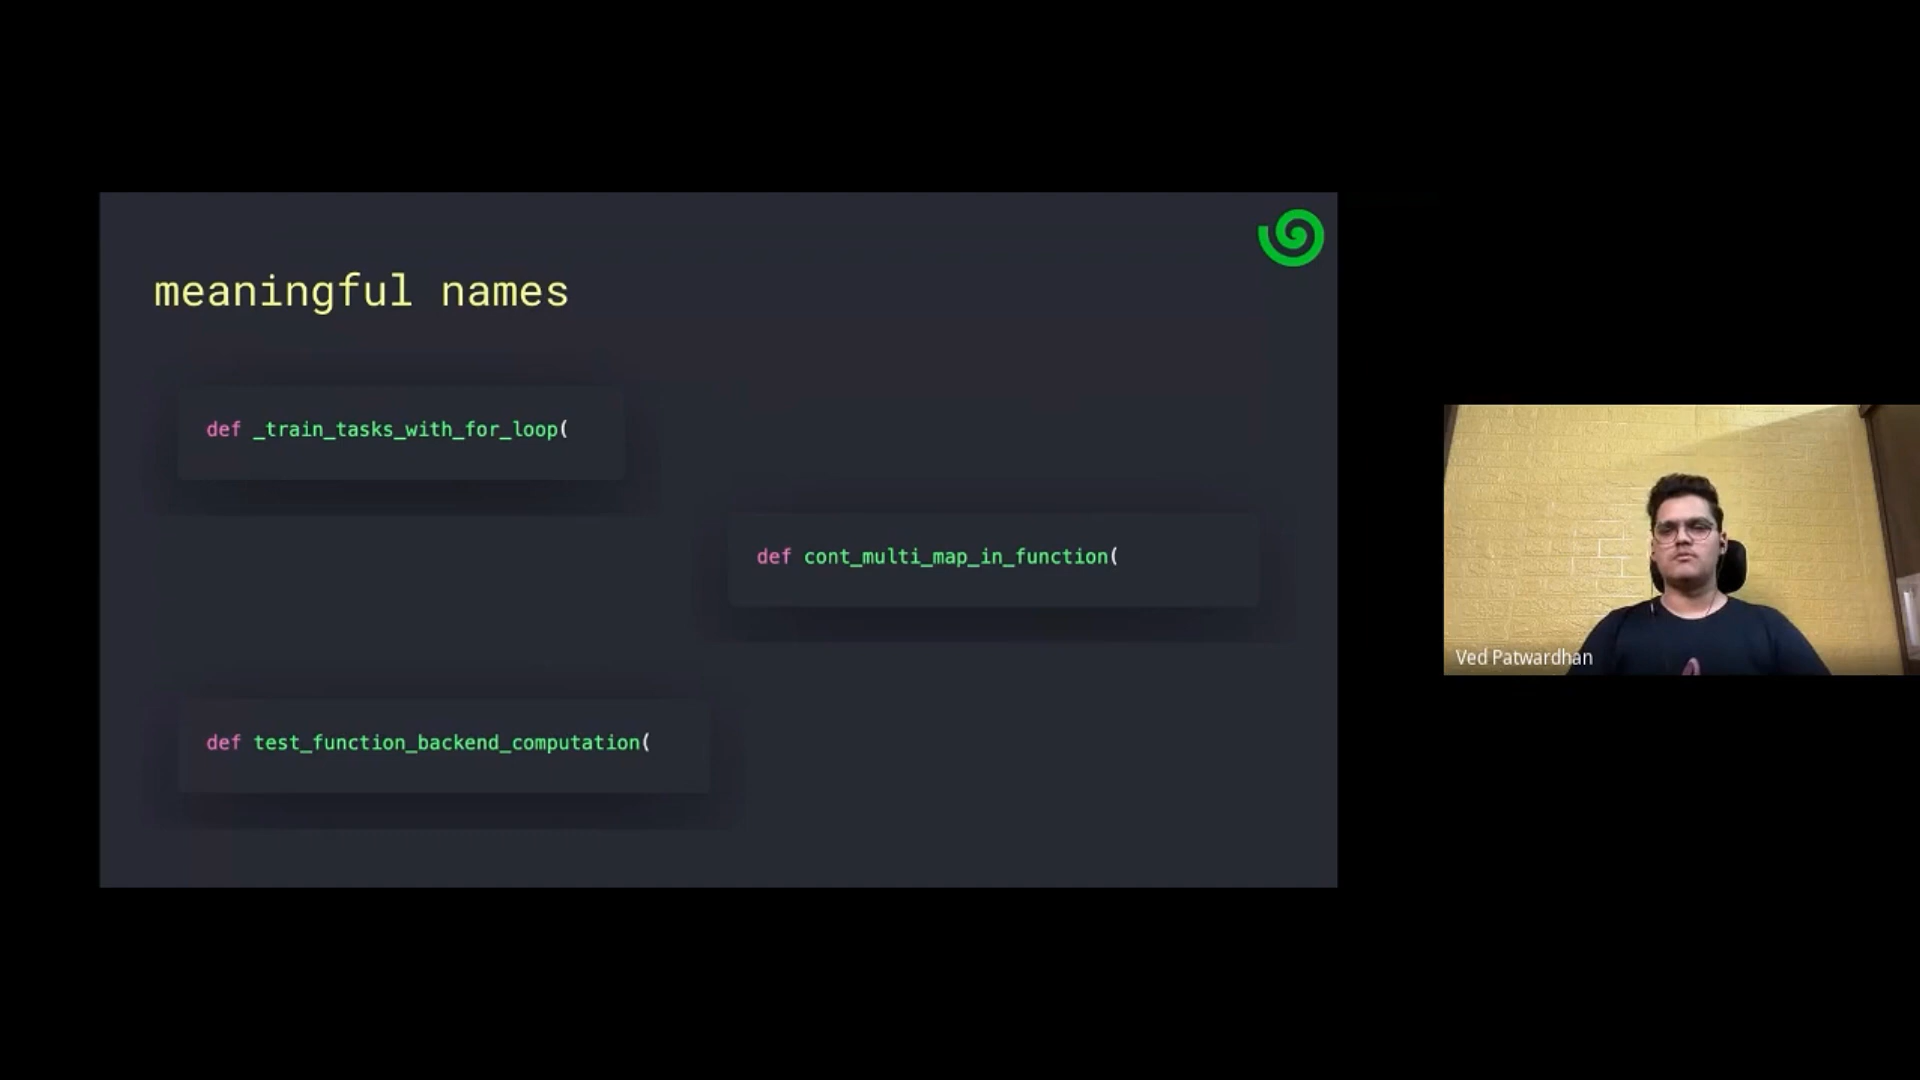 meaningful names
def _train_tasks_with_for_loop(
def cont_multi_map_in_function(
def test_function_backend_computation(
Ved Patwardhan